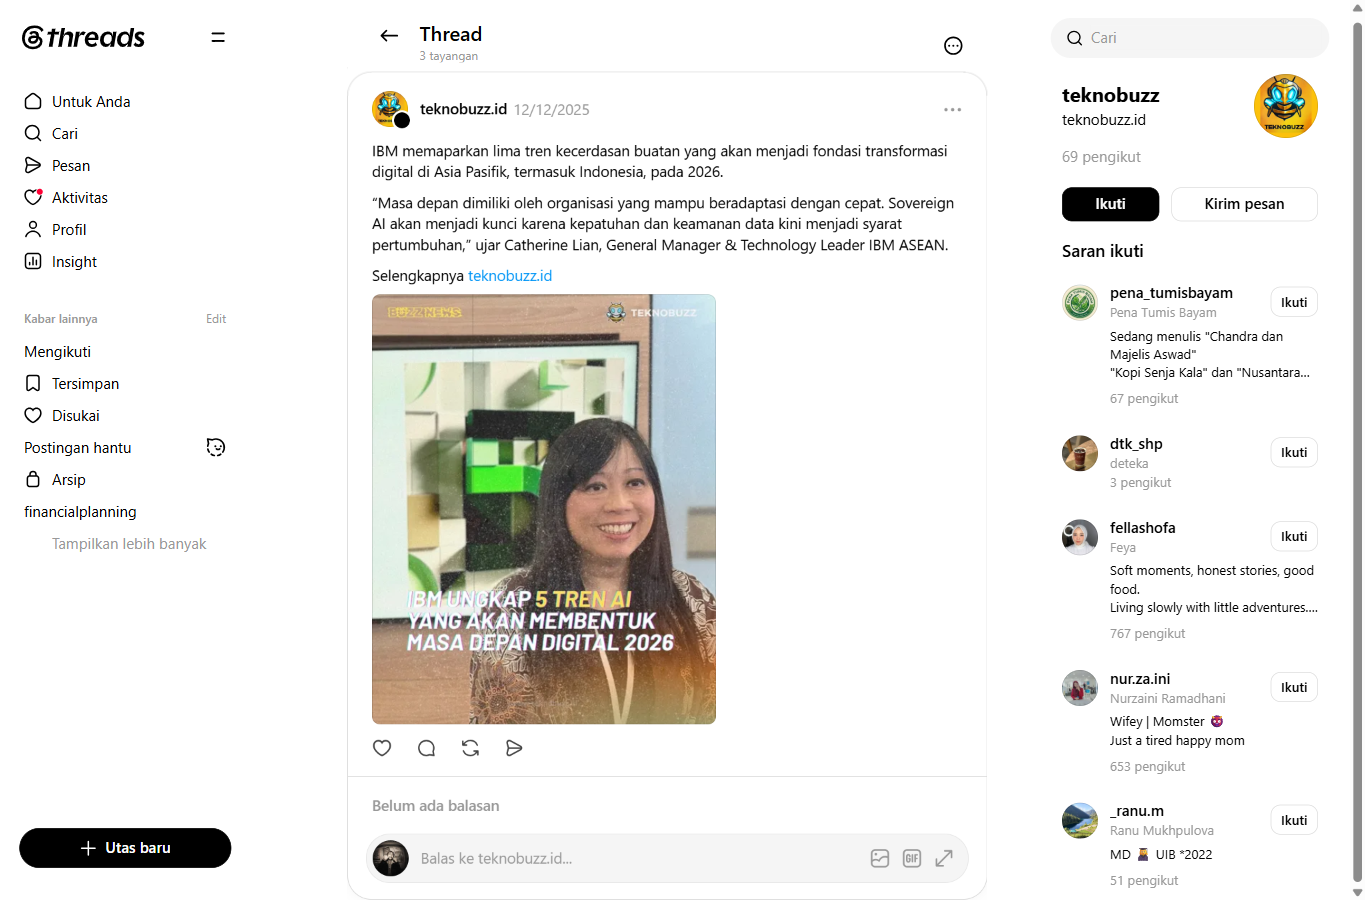 threads
Untuk Anda
Cari
Pesan
Aktivitas
Profil
Insight
Kabar lainnya
Edit
Mengikuti
Tersimpan
Disukai
Postingan hantu
Arsip
financialplanning
Tampilkan lebih banyak
Utas baru
Thread
3 tayangan
teknobuzz.id 12/12/2025
IBM memaparkan lima tren kecerdasan buatan yang akan menjadi fondasi transformasi
digital di Asia Pasifik, termasuk Indonesia, pada 2026.
“Masa depan dimiliki oleh organisasi yang mampu beradaptasi dengan cepat. Sovereign
AI akan menjadi kunci karena kepatuhan dan keamanan data kini menjadi syarat
pertumbuhan,” ujar Catherine Lian, General Manager & Technology Leader IBM ASEAN.
Selengkapnya teknobuzz.id
BUZZNEWS
TEKNOBUZZ
IBM UNGKAP 5 TREN AI
YANG AKAN MEMBENTUK
MASA DEPAN DIGITAL 2026
Belum ada balasan
Balas ke teknobuzz.id...
GIF
Cari
teknobuzz
teknobuzz.id
TEKNOBUZZ
69 pengikut
Ikuti
Kirim pesan
Saran ikuti
pena_tumisbayam
Pena Tumis Bayam
Ikuti
Sedang menulis "Chandra dan
Majelis Aswad"
"Kopi Senja Kala" dan "Nusantara...
67 pengikut
dtk_shp
deteka
Ikuti
3 pengikut
fellashofa
Feya
Ikuti
Soft moments, honest stories, good
food.
Living slowly with little adventures....
767 pengikut
nur.za.ini
Nurzaini Ramadhani
Ikuti
Wifey | Momster
Just a tired happy mom
653 pengikut
_ranu.m
Ranu Mukhpulova
Ikuti
MD 👩‍🎓 UIB *2022
51 pengikut